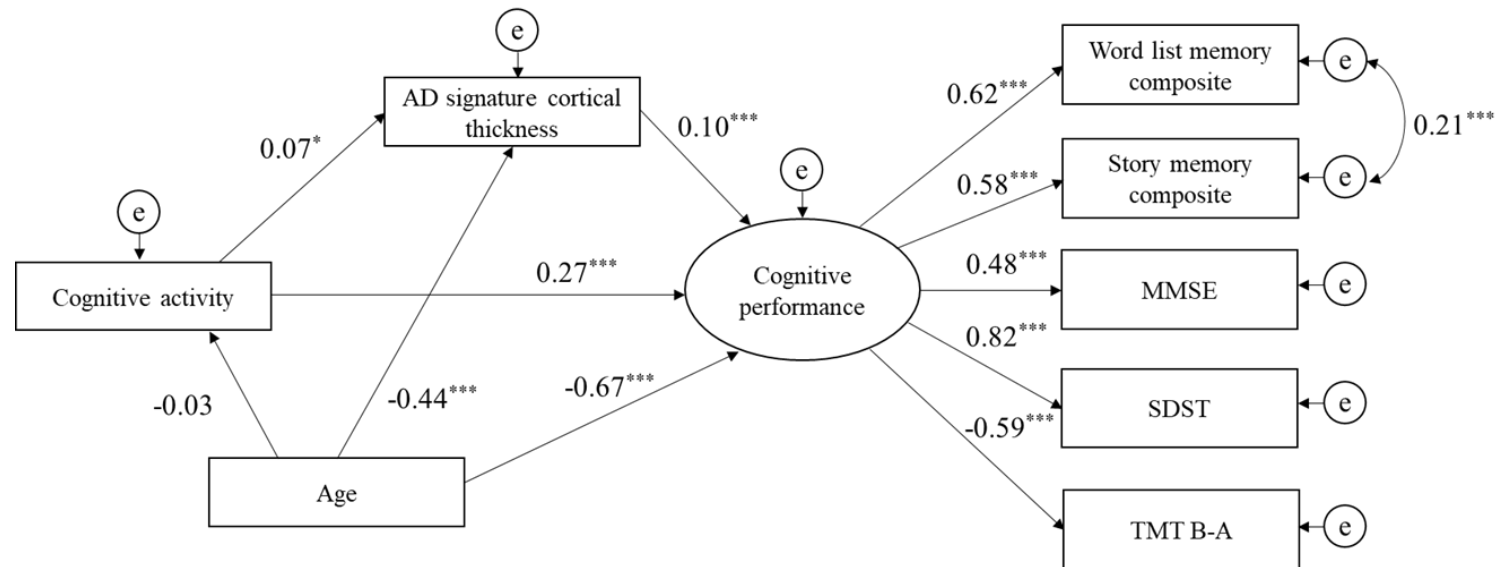 e
AD signature cortical
thickness
0.07*
0.10***
e
Cognitive activity
e
0.27***
Cognitive
performance
-0.03
-0.44***
-0.67***
Age
0.62***
Word list memory
composite
e
0.21***
0.58***
Story memory
composite
e
0.48***
MMSE
e
0.82***
SDST
e
-0.59***
TMT B-A
e